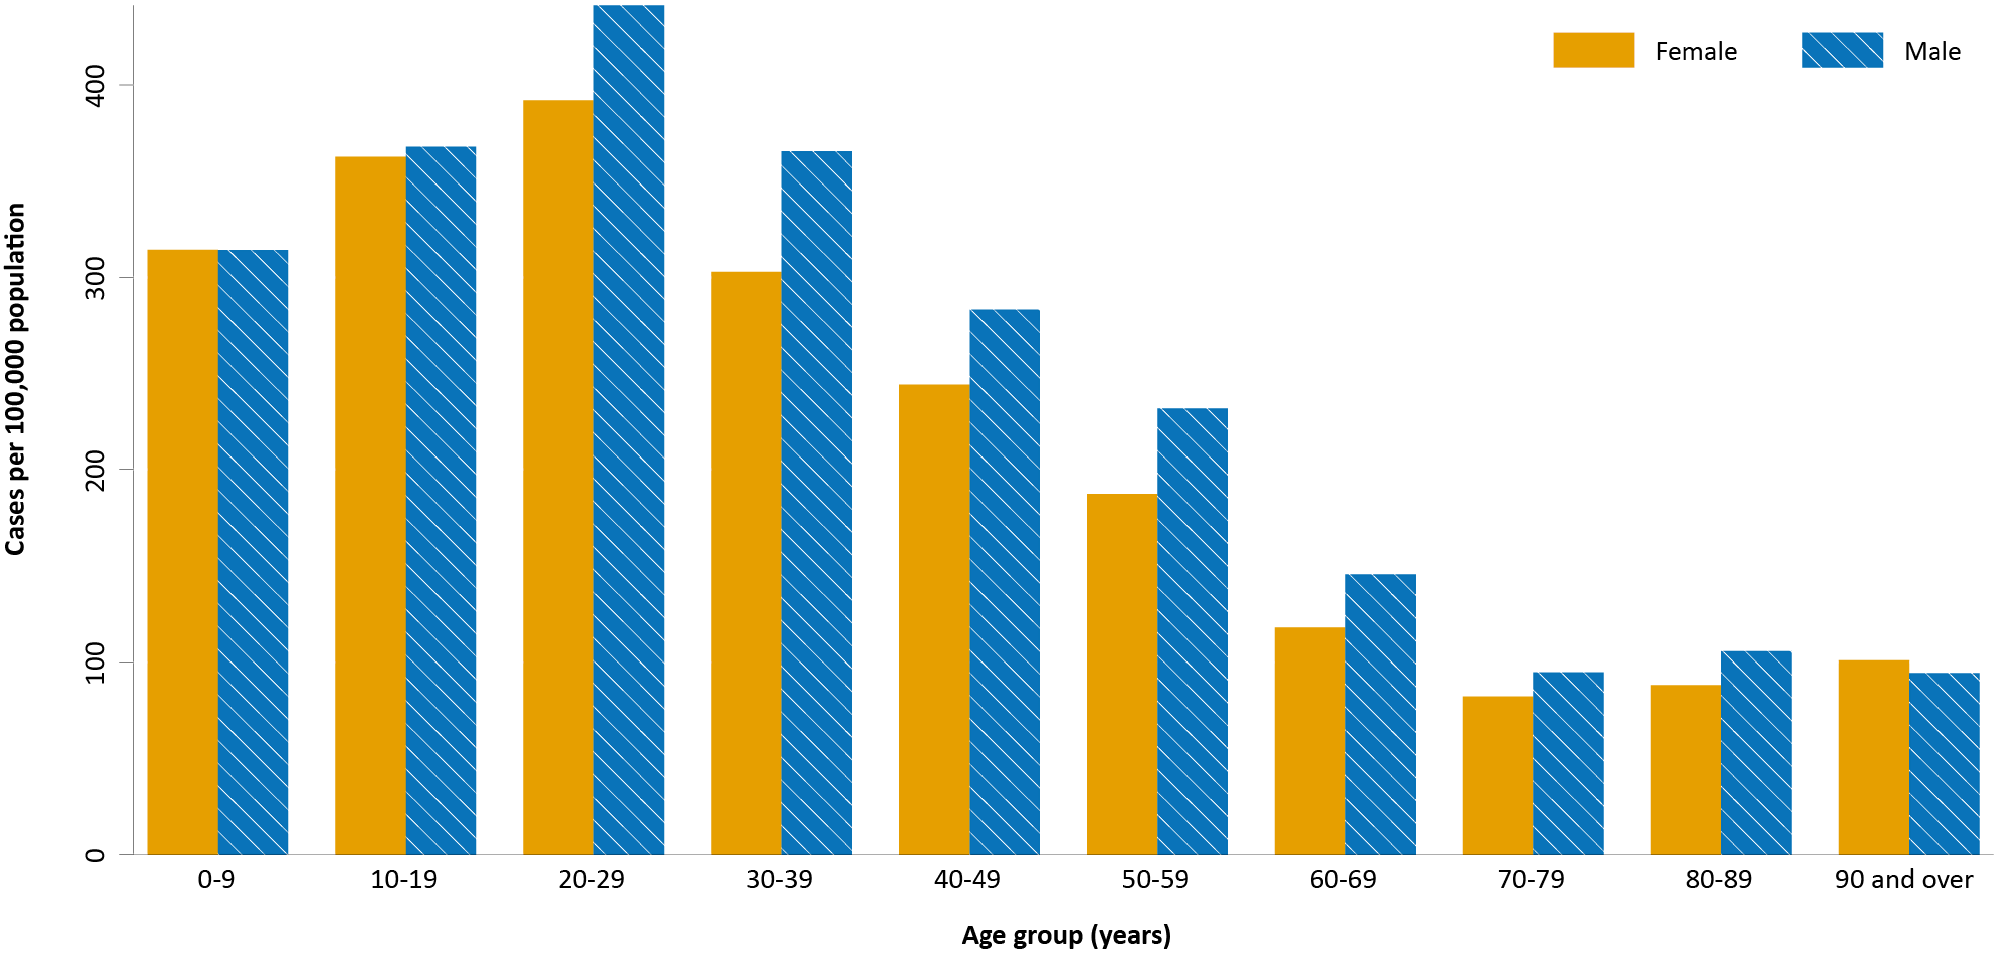 Female
Male
Cases per 100,000 population
400
300
200
100
0
0-9
10-19
20-29
30-39
40-49
50-59
60-69
70-79
80-89
90 and over
Age group (years)